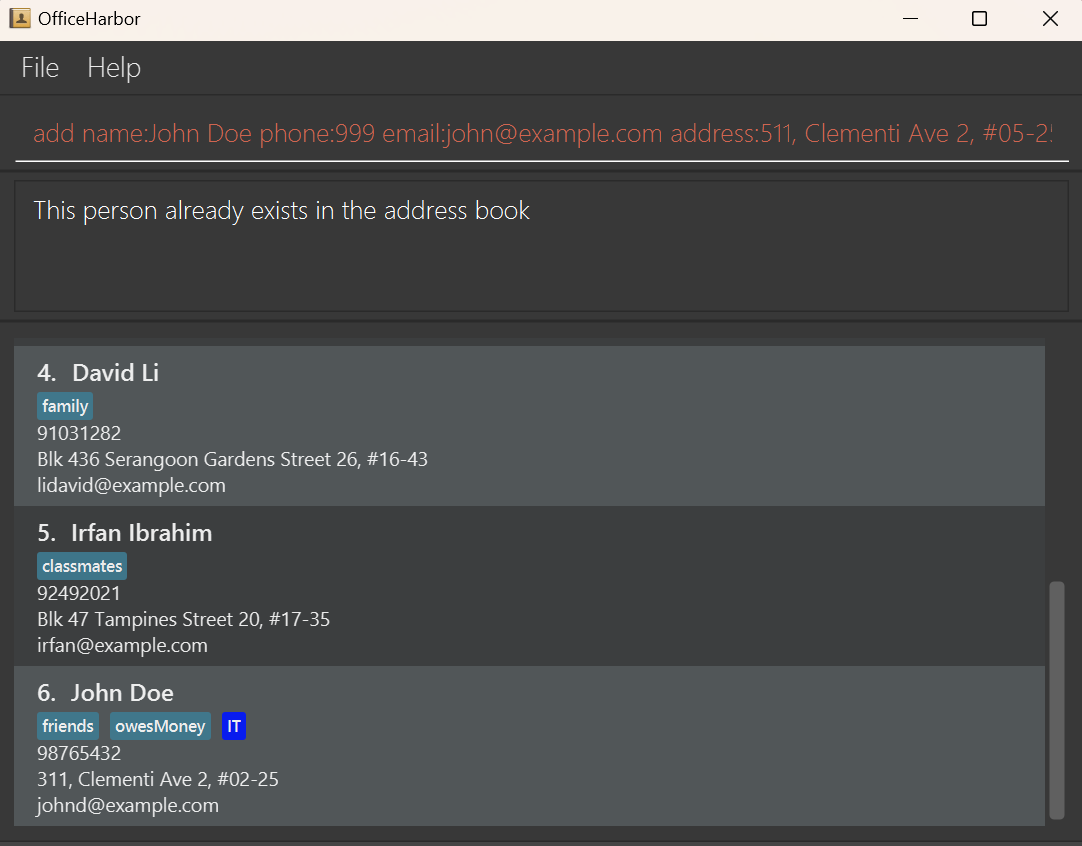 OfficeHarbor
File Help
add name:John Doe phone:999 email:john@example.com address:511, Clementi Ave 2, #05-25
This person already exists in the address book
4. David Li
family
91031282
Blk 436 Serangoon Gardens Street 26, #16-43
lidavid@example.com
5. Irfan Ibrahim
classmates
92492021
Blk 47 Tampines Street 20, #17-35
irfan@example.com
6. John Doe
friends owesMoney IT
98765432
311, Clementi Ave 2, #02-25
johnd@example.com